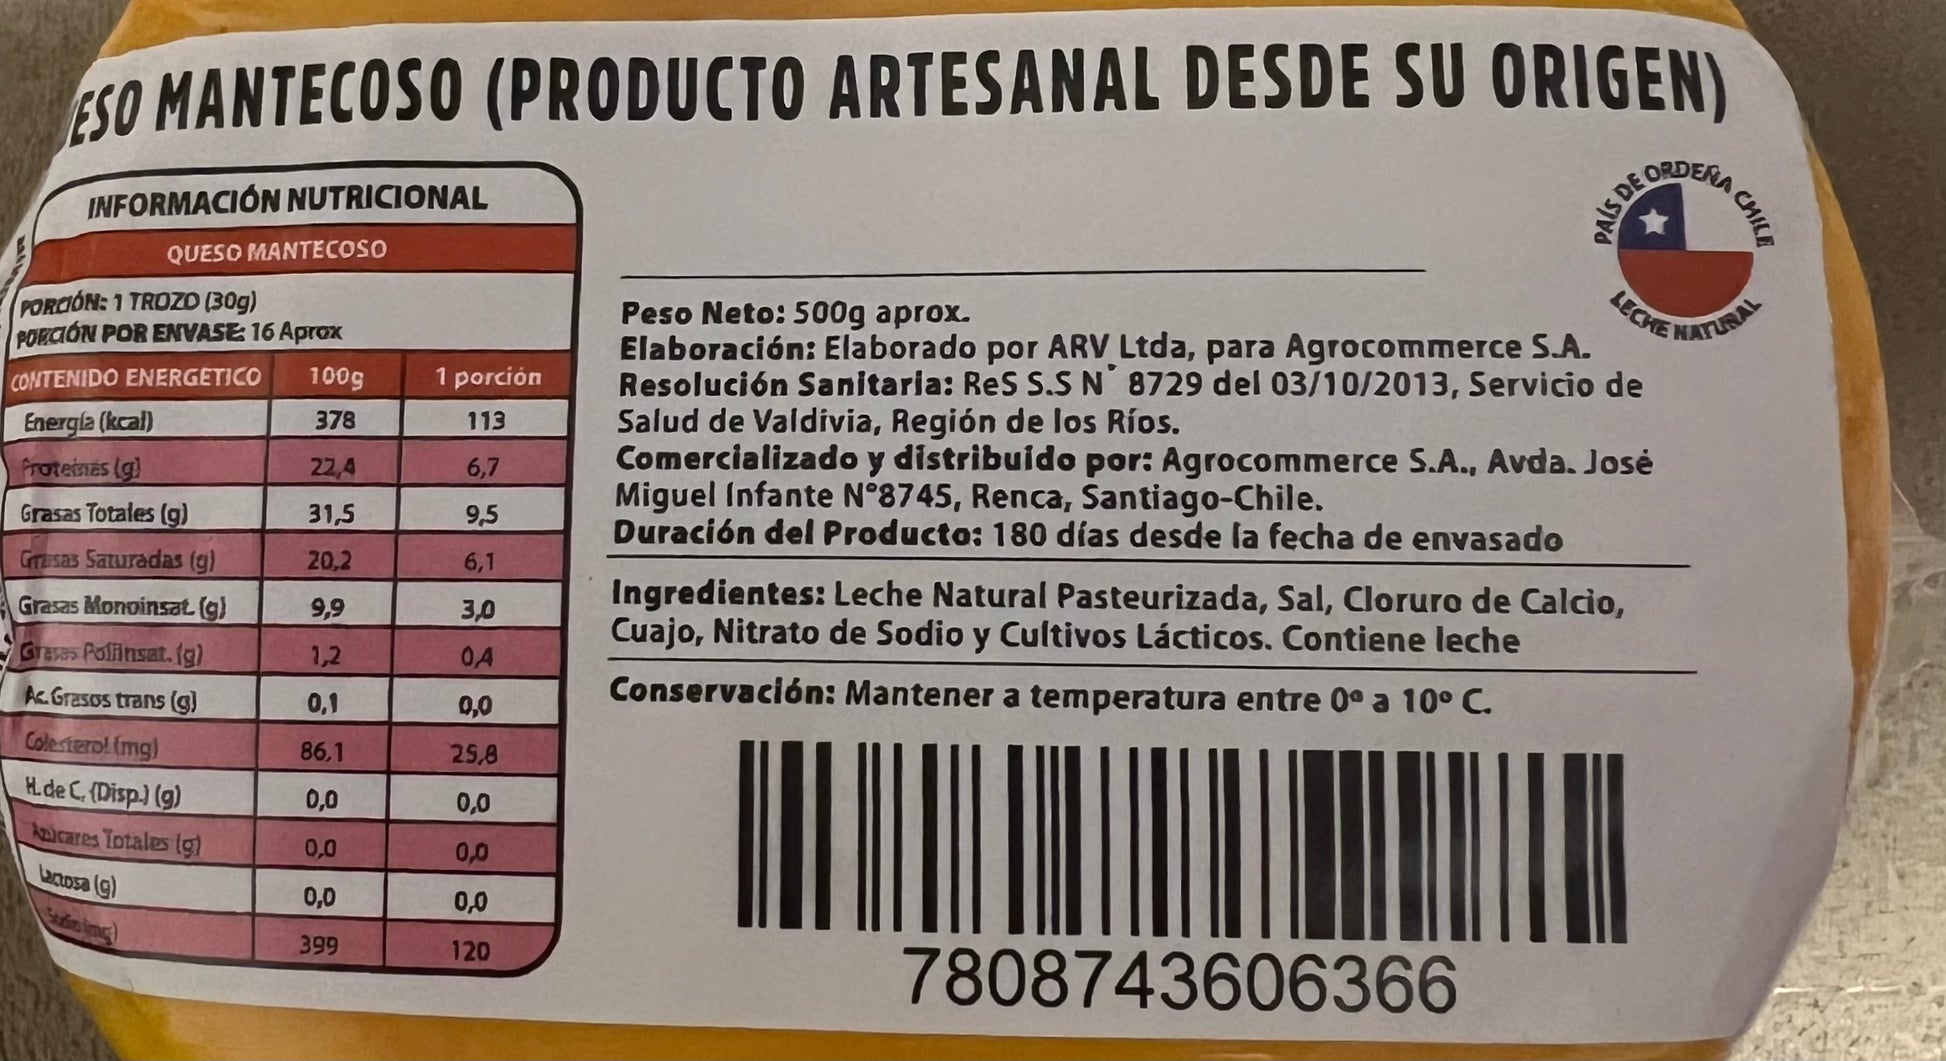 ESO MANTECOSO (PRODUCTO ARTESANAL DESDE SU ORIGEN)
INFORMACIÓN NUTRICIONAL
QUESO MANTECOSO
PORCIÓN: 1 TROZO (30g)
PORCIÓN POR ENVASE: 16 Aprox
CONTENIDO ENERGÉTICO 100g 1 porción
Energía (kcal) 378 113
Proteínas (g) 22,4 6,7
Grasas Totales (g) 31,5 9,5
Grasas Saturadas (g) 20,2 6,1
Grasas Monoinsat. (g) 9,9 3,0
Grasas Poliinsat. (g) 1,2 0,4
Ac. Grasos trans (g) 0,1 0,0
Colesterol (mg) 86,1 25,8
H. de C. (Disp.) (g) 0,0 0,0
Azúcares Totales (g) 0,0 0,0
Lactosa (g) 0,0 0,0
Sodio (mg) 399 120
PAÍS DE ORDEÑA CHILE
LECHE NATURAL
Peso Neto: 500g aprox.
Elaboración: Elaborado por ARV Ltda, para Agrocommerce S.A.
Resolución Sanitaria: ReS S.S N° 8729 del 03/10/2013, Servicio de
Salud de Valdivia, Región de los Ríos.
Comercializado y distribuído por: Agrocommerce S.A., Avda. José
Miguel Infante N°8745, Renca, Santiago-Chile.
Duración del Producto: 180 días desde la fecha de envasado
Ingredientes: Leche Natural Pasteurizada, Sal, Cloruro de Calcio,
Cuajo, Nitrato de Sodio y Cultivos Lácticos. Contiene leche
Conservación: Mantener a temperatura entre 0º a 10º C.
7808743606366